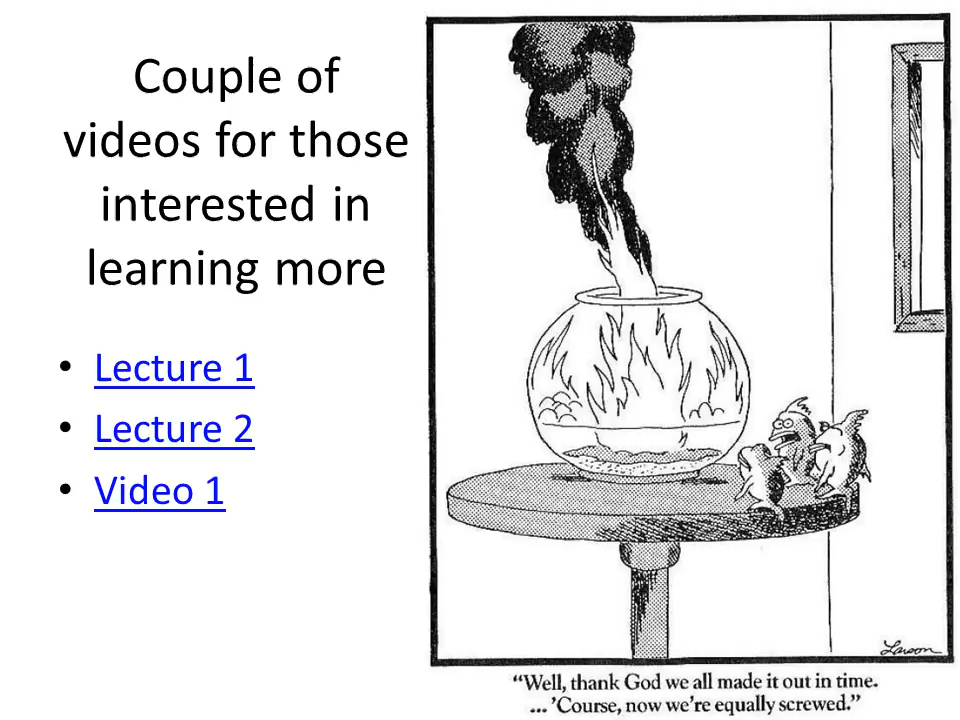 Couple of
videos for those
interested in
learning more
• Lecture 1
• Lecture 2
• Video 1
Larson
“Well, thank God we all made it out in time.
... ’Course, now we’re equally screwed.”